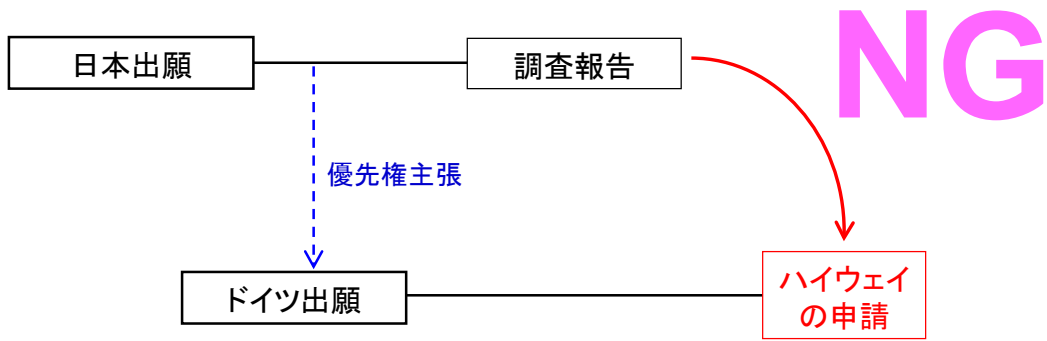 NG
日本出願
調査報告
優先権主張
ドイツ出願
ハイウェイ
の申請